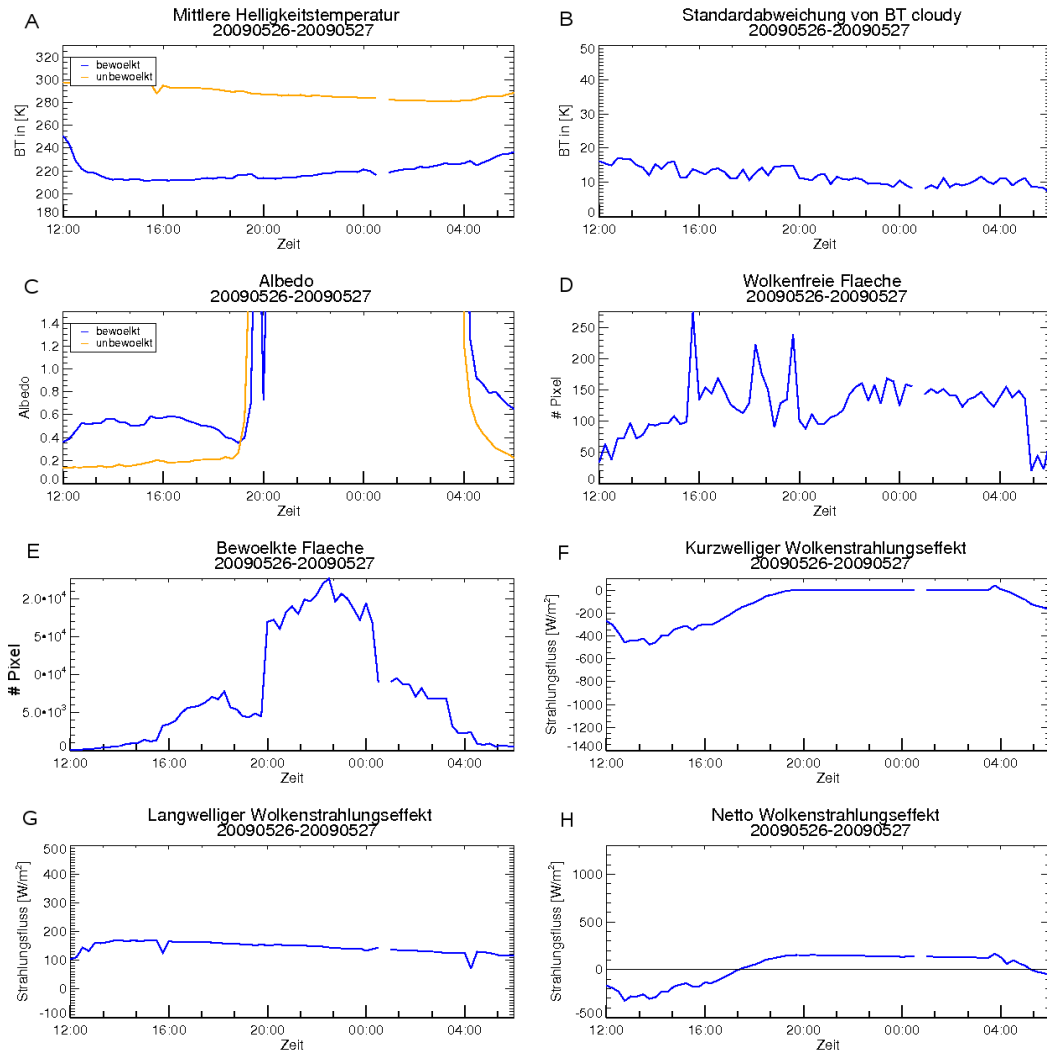 A
Mittlere Helligkeitstemperatur
20090526-20090527
BT in [K]
320
300
280
260
240
220
200
180
bewoelkt
unbewoelkt
12:00 16:00 20:00 00:00 04:00
Zeit
B
Standardabweichung von BT cloudy
20090526-20090527
BT in [K]
50
40
30
20
10
0
12:00 16:00 20:00 00:00 04:00
Zeit
C
Albedo
20090526-20090527
Albedo
1.4
1.2
1.0
0.8
0.6
0.4
0.2
0.0
bewoelkt
unbewoelkt
12:00 16:00 20:00 00:00 04:00
Zeit
D
Wolkenfreie Flaeche
20090526-20090527
# Pixel
250
200
150
100
50
0
12:00 16:00 20:00 00:00 04:00
Zeit
E
Bewoelkte Flaeche
20090526-20090527
# Pixel
2.0•10⁴
5•10⁴
0•10⁴
5.0•10³
0
12:00 16:00 20:00 00:00 04:00
Zeit
F
Kurzwelliger Wolkenstrahlungseffekt
20090526-20090527
Strahlungsfluss [W/m²]
0
-200
-400
-600
-800
-1000
-1200
-1400
12:00 16:00 20:00 00:00 04:00
Zeit
G
Langwelliger Wolkenstrahlungseffekt
20090526-20090527
Strahlungsfluss [W/m²]
500
400
300
200
100
0
-100
12:00 16:00 20:00 00:00 04:00
Zeit
H
Netto Wolkenstrahlungseffekt
20090526-20090527
Strahlungsfluss [W/m²]
1000
500
0
-500
12:00 16:00 20:00 00:00 04:00
Zeit